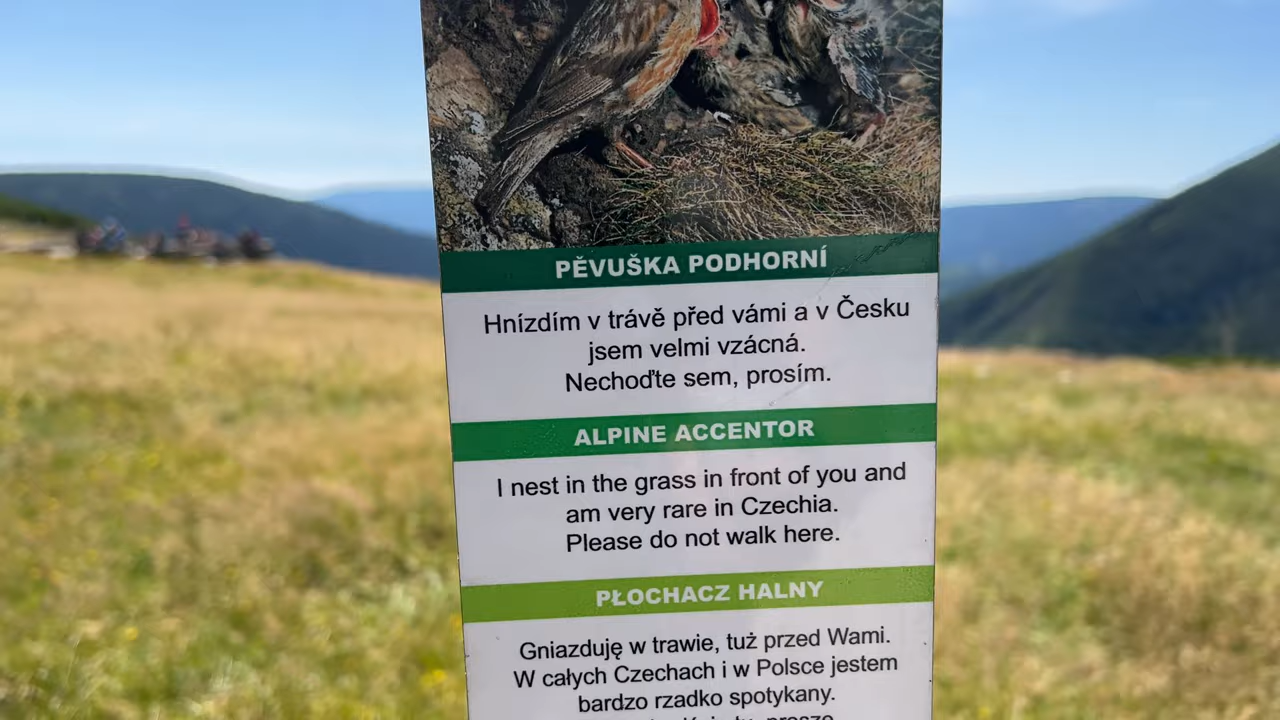 PĚVUŠKA PODHORNÍ
Hnízdím v trávě před vámi a v Česku
jsem velmi vzácná.
Nechoďte sem, prosím.
ALPINE ACCENTOR
I nest in the grass in front of you and
am very rare in Czechia.
Please do not walk here.
PŁOCHACZ HALNY
Gniazduję w trawie, tuż przed Wami.
W całych Czechach i w Polsce jestem
bardzo rzadko spotykany.